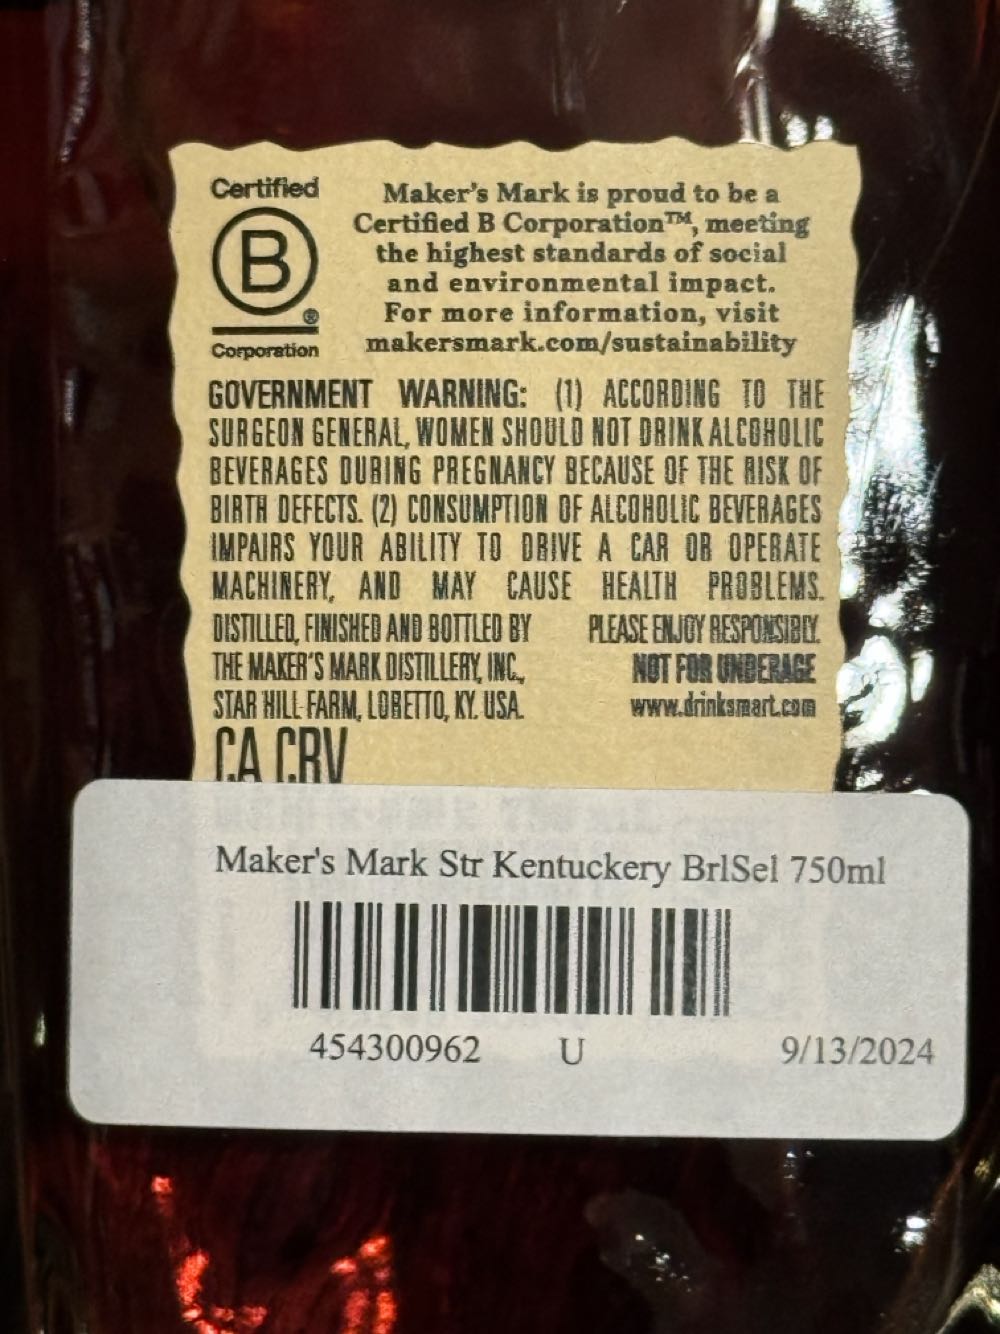 Certified
B
®
Corporation
Maker's Mark is proud to be a
Certified B Corporation™, meeting
the highest standards of social
and environmental impact.
For more information, visit
makersmark.com/sustainability
GOVERNMENT WARNING: (1) ACCORDING TO THE
SURGEON GENERAL, WOMEN SHOULD NOT DRINK ALCOHOLIC
BEVERAGES DURING PREGNANCY BECAUSE OF THE RISK OF
BIRTH DEFECTS. (2) CONSUMPTION OF ALCOHOLIC BEVERAGES
IMPAIRS YOUR ABILITY TO DRIVE A CAR OR OPERATE
MACHINERY, AND MAY CAUSE HEALTH PROBLEMS.
DISTILLED, FINISHED AND BOTTLED BY
THE MAKER'S MARK DISTILLERY, INC.,
STAR HILL FARM, LORETTO, KY. USA.
PLEASE ENJOY RESPONSIBLY.
NOT FOR UNDERAGE
www.drinksmart.com
CA CRV
Maker's Mark Str Kentuckery BrlSel 750ml
454300962 U 9/13/2024